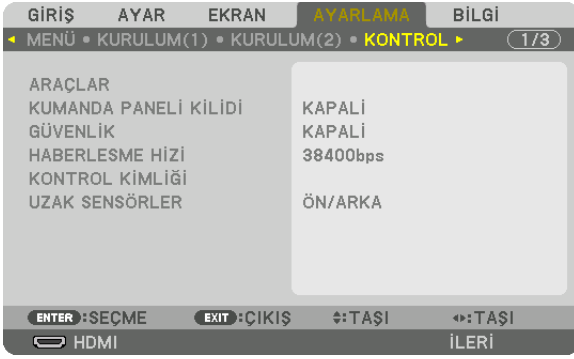 GİRİŞ AYAR EKRAN AYARLAMA BİLGİ
◂ MENÜ • KURULUM(1) • KURULUM(2) • KONTROL ▸ 1/3
ARAÇLAR
KUMANDA PANELİ KİLİDİ KAPALİ
GÜVENLİK KAPALİ
HABERLESME HİZİ 38400bps
KONTROL KİMLİĞİ
UZAK SENSÖRLER ÖN/ARKA
ENTER :SEÇME EXIT :ÇIKIŞ ⬍:TAŞI ⬌:TAŞI
HDMI İLERİ